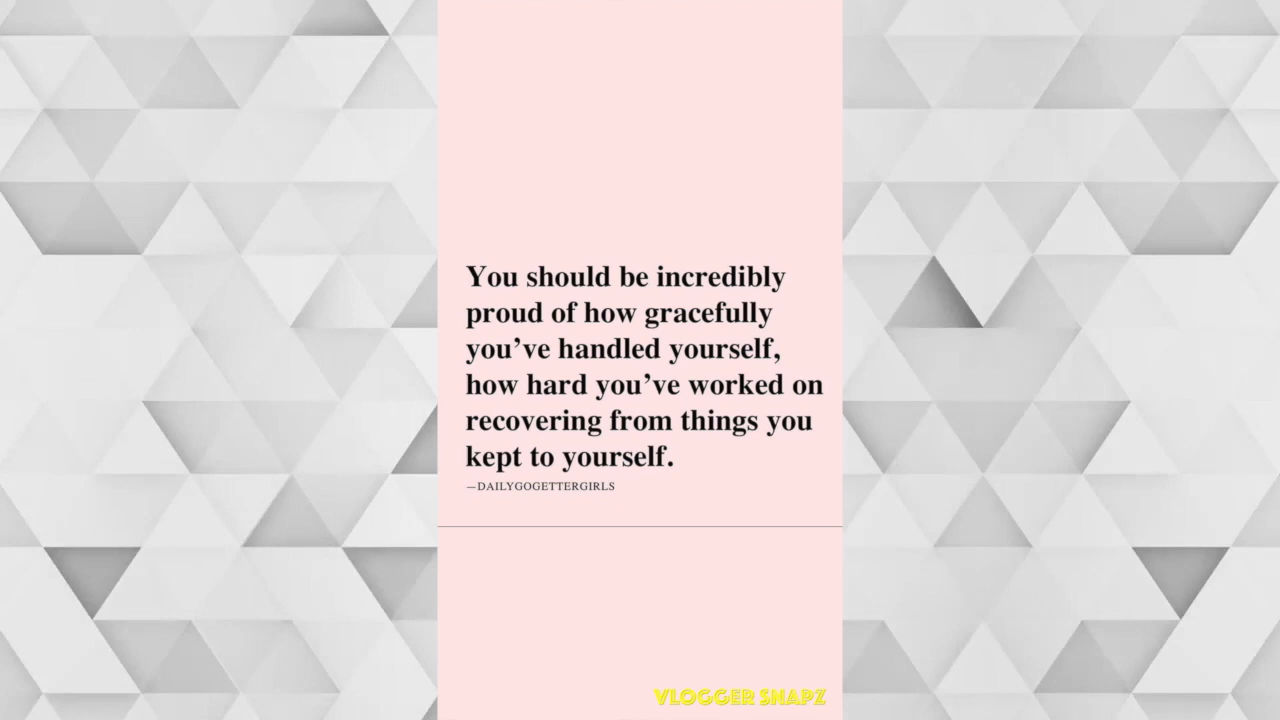 You should be incredibly
proud of how gracefully
you’ve handled yourself,
how hard you’ve worked on
recovering from things you
kept to yourself.
—DAILYGOGETTERGIRLS
VLOGGER SNAPZ